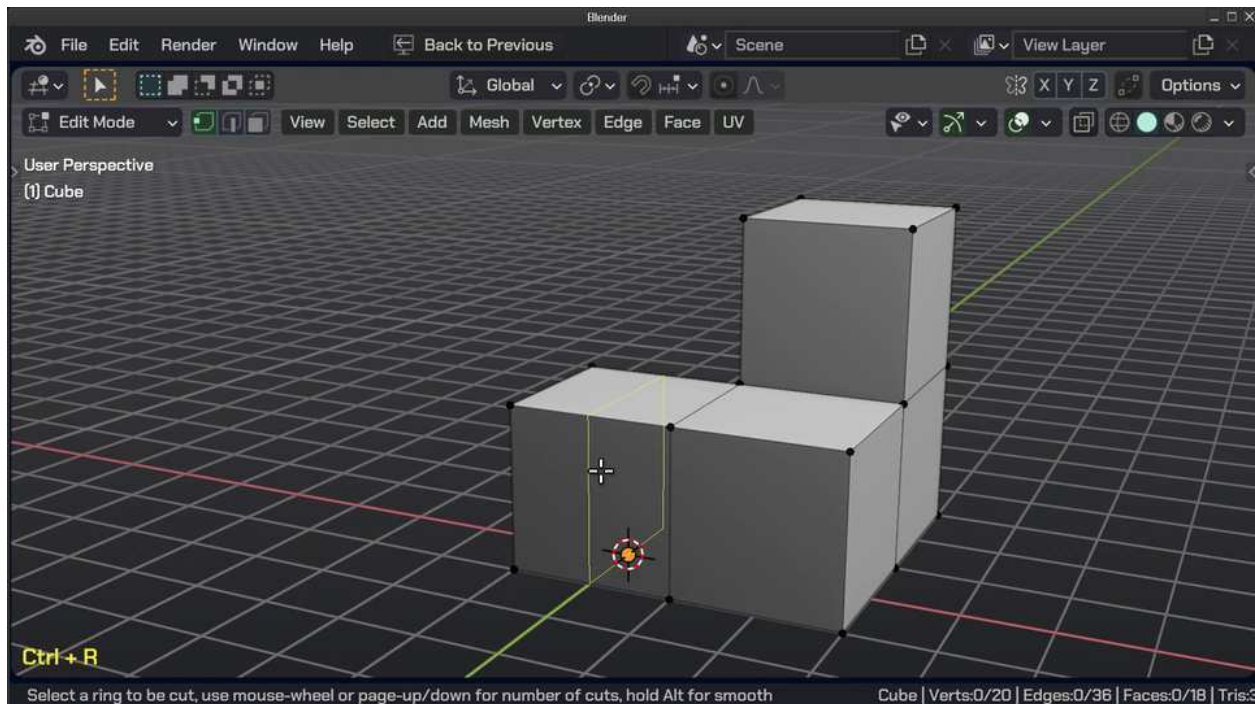 Blender
File Edit Render Window Help Back to Previous Scene View Layer
Global X Y Z Options
Edit Mode View Select Add Mesh Vertex Edge Face UV
User Perspective
(1) Cube
Ctrl + R
Select a ring to be cut, use mouse-wheel or page-up/down for number of cuts, hold Alt for smooth Cube | Verts:0/20 | Edges:0/36 | Faces:0/18 | Tris:3